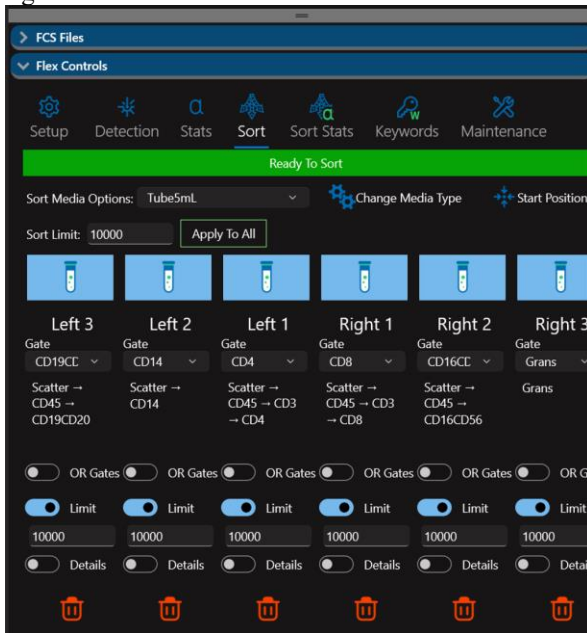 FCS Files
Flex Controls
Setup Detection α Stats Sort α Sort Stats W Keywords Maintenance
Ready To Sort
Sort Media Options: Tube5mL Change Media Type Start Position
Sort Limit: 10000 Apply To All
Left 3 Left 2 Left 1 Right 1 Right 2 Right 3
Gate Gate Gate Gate Gate Gate
CD19CD CD14 CD4 CD8 CD16CD Grans
Scatter → Scatter → Scatter → Scatter → Scatter → Grans
CD45 → CD14 CD45 → CD3 CD45 → CD3 CD45 →
CD19CD20 → CD4 → CD8 CD16CD56
OR Gates OR Gates OR Gates OR Gates OR Gates OR G
Limit Limit Limit Limit Limit Limit
10000 10000 10000 10000 10000 10000
Details Details Details Details Details Detai